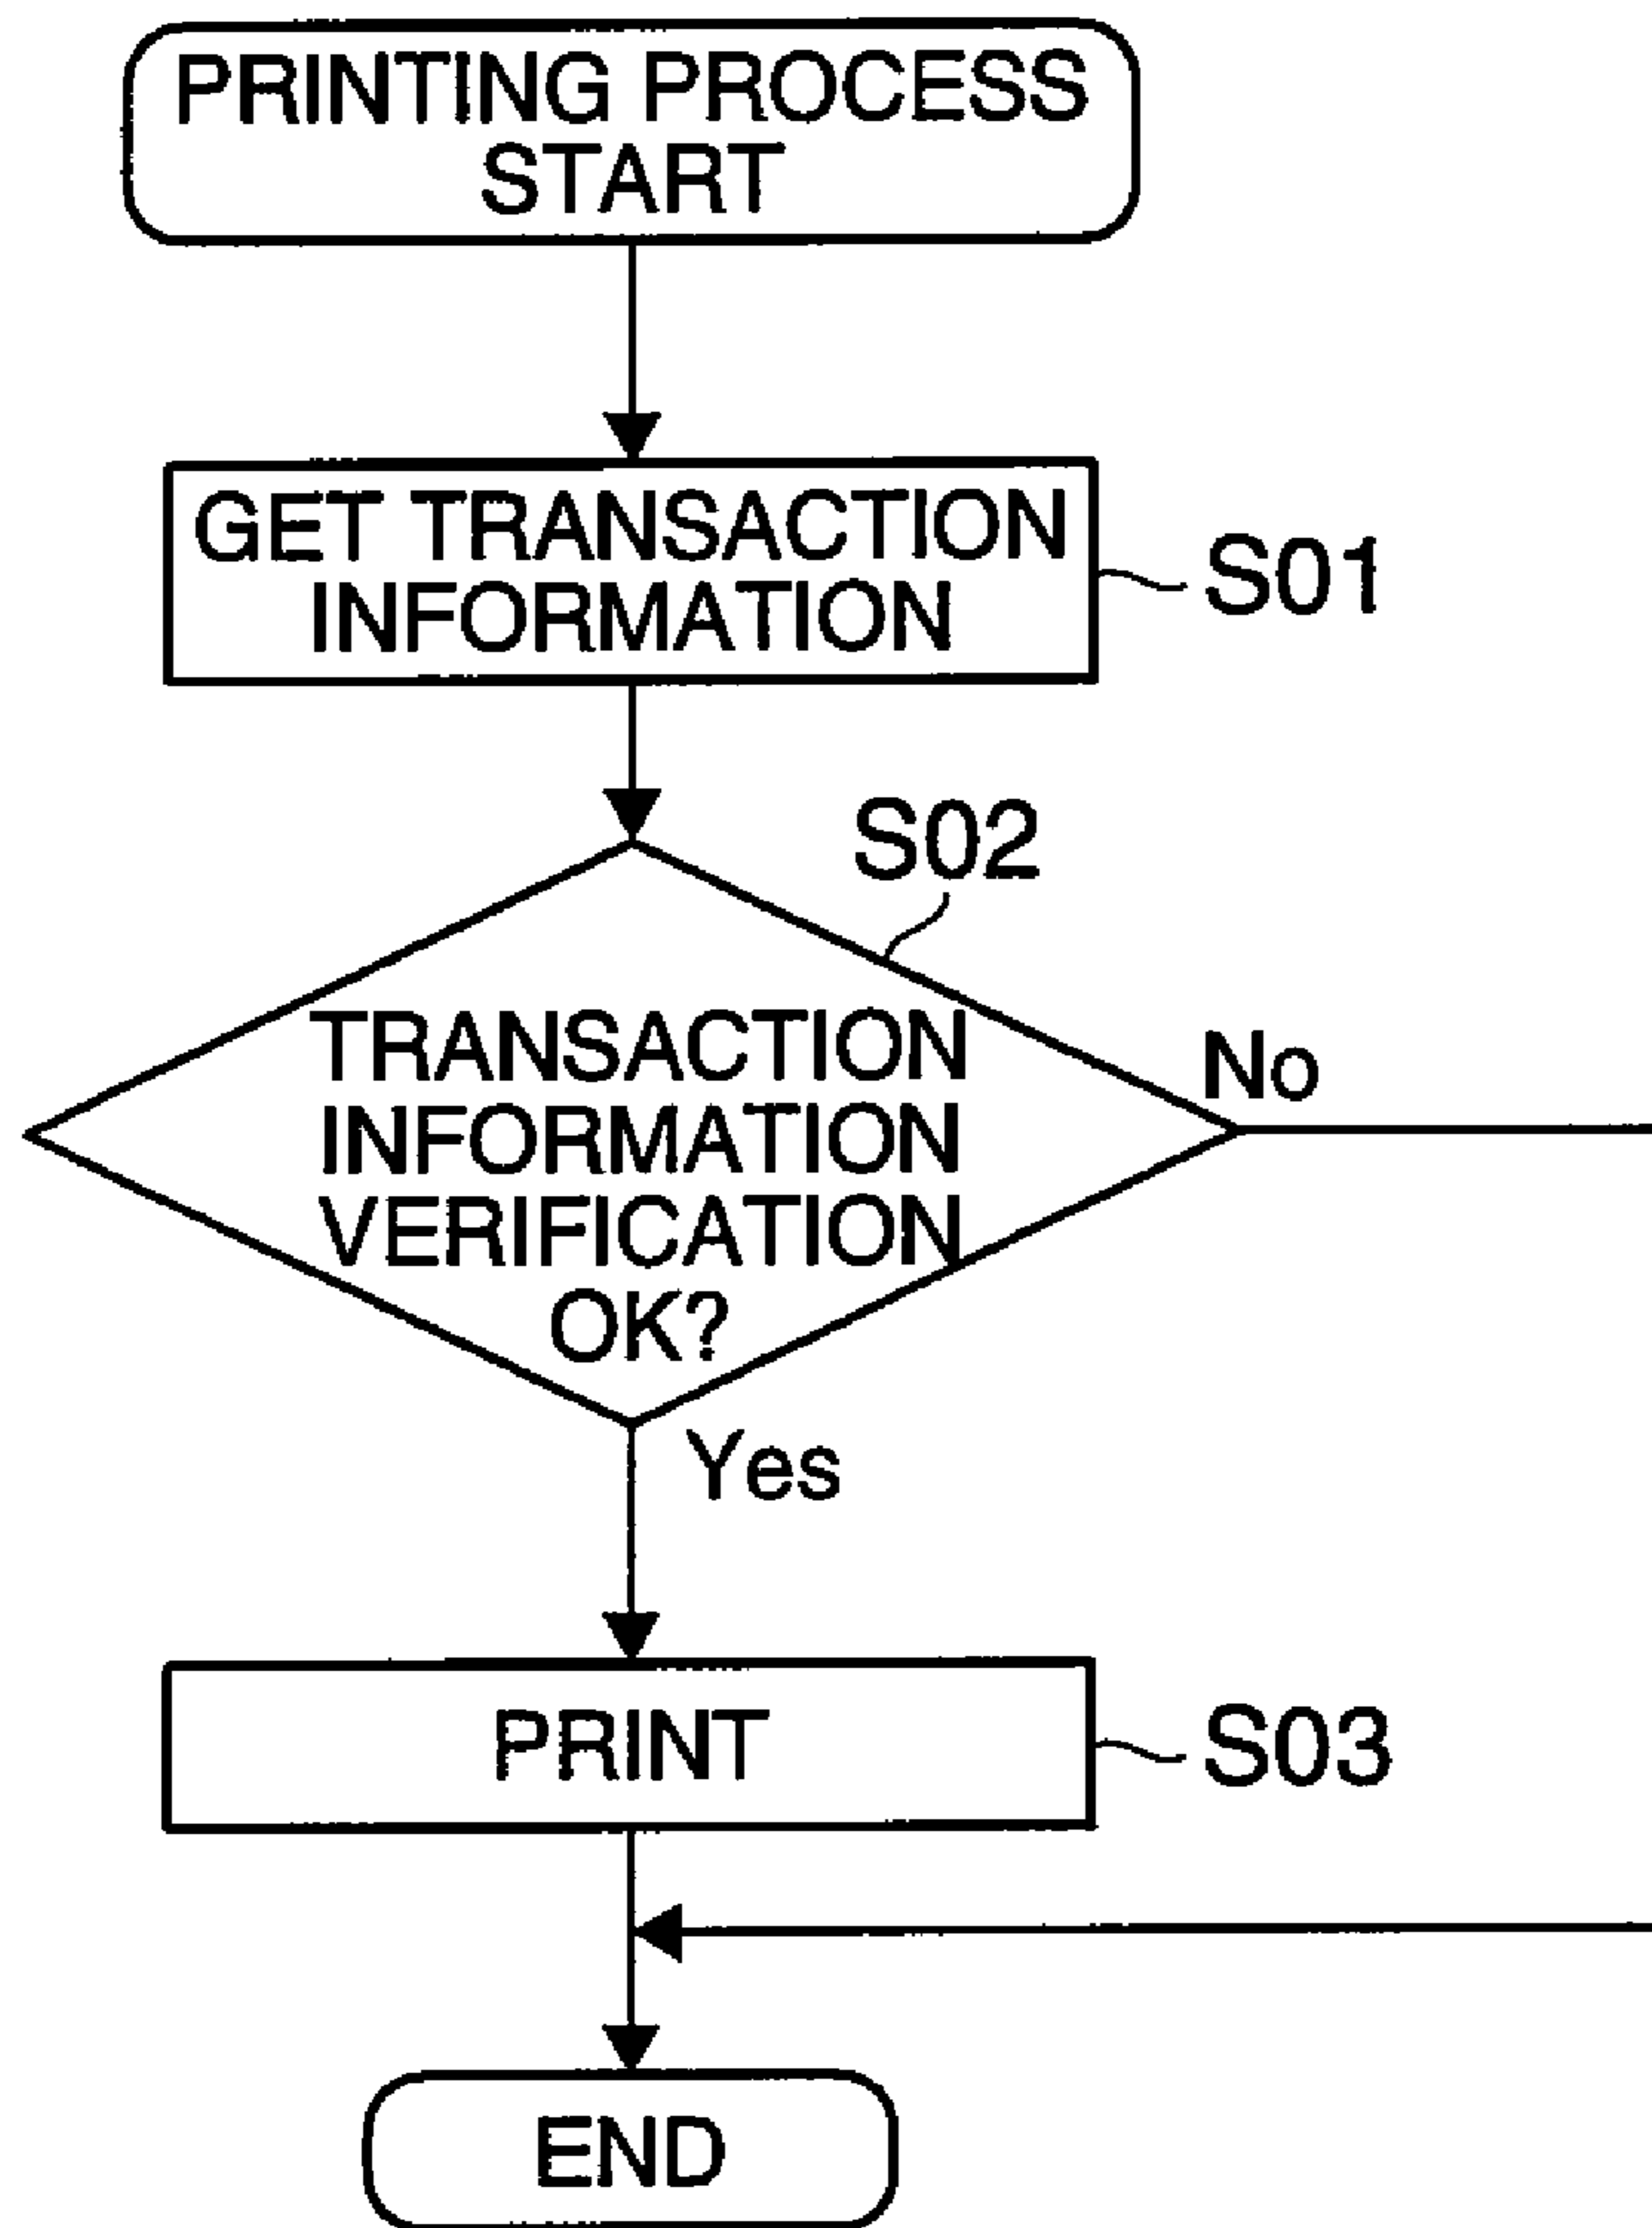 PRINTING PROCESS
START
GET TRANSACTION
INFORMATION
S01
S02
TRANSACTION
INFORMATION
VERIFICATION
OK?
No
Yes
PRINT
S03
END